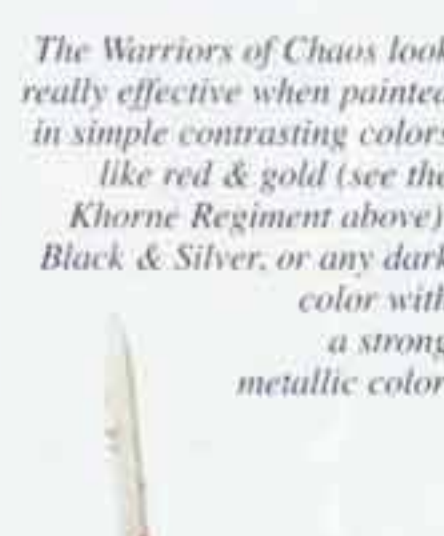 The Warriors of Chaos look
really effective when painted
in simple contrasting colors
like red & gold (see the
Khorne Regiment above)
Black & Silver, or any dark
color with
a strong
metallic color